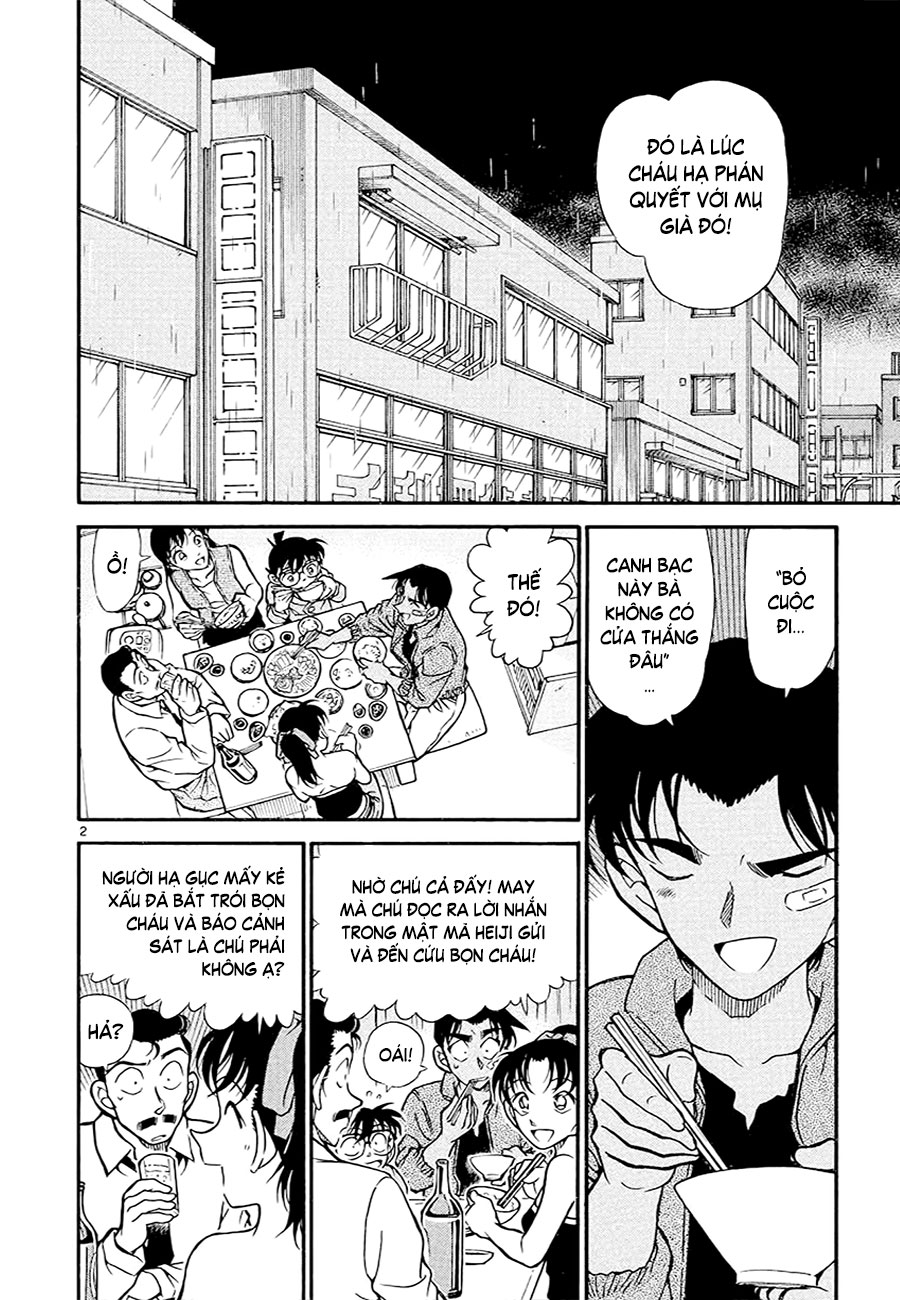 ĐÓ LÀ LÚC
CHÁU HẠ PHÁN
QUYẾT VỚI MỤ
GIÀ ĐÓ!
"BỎ
CUỘC
ĐI...
CANH BẠC
NÀY BÀ
KHÔNG CÓ
CỬA THẮNG
ĐÂU"
...
THẾ
ĐÓ!
Ồ!
2
NHỜ CHÚ CẢ ĐẤY! MAY
MÀ CHÚ ĐỌC RA LỜI NHẮN
TRONG MẬT MÃ HEIJI GỬI
VÀ ĐẾN CỨU BỌN CHÁU!
OÁI!
NGƯỜI HẠ GỤC MẤY KẺ
XẤU ĐÃ BẮT TRÓI BỌN
CHÁU VÀ BÁO CẢNH
SÁT LÀ CHÚ PHẢI
KHÔNG Ạ?
HẢ?